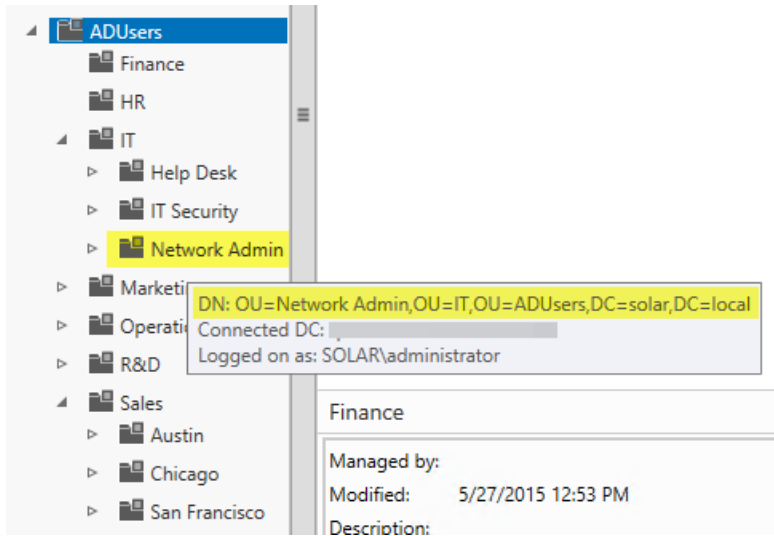 ADUsers
Finance
HR
IT
Help Desk
IT Security
Network Admin
Marketi
Operati
R&D
Sales
Austin
Chicago
San Francisco
DN: OU=Network Admin,OU=IT,OU=ADUsers,DC=solar,DC=local
Connected DC:
Logged on as: SOLAR\administrator
Finance
Managed by:
Modified: 5/27/2015 12:53 PM
Description: